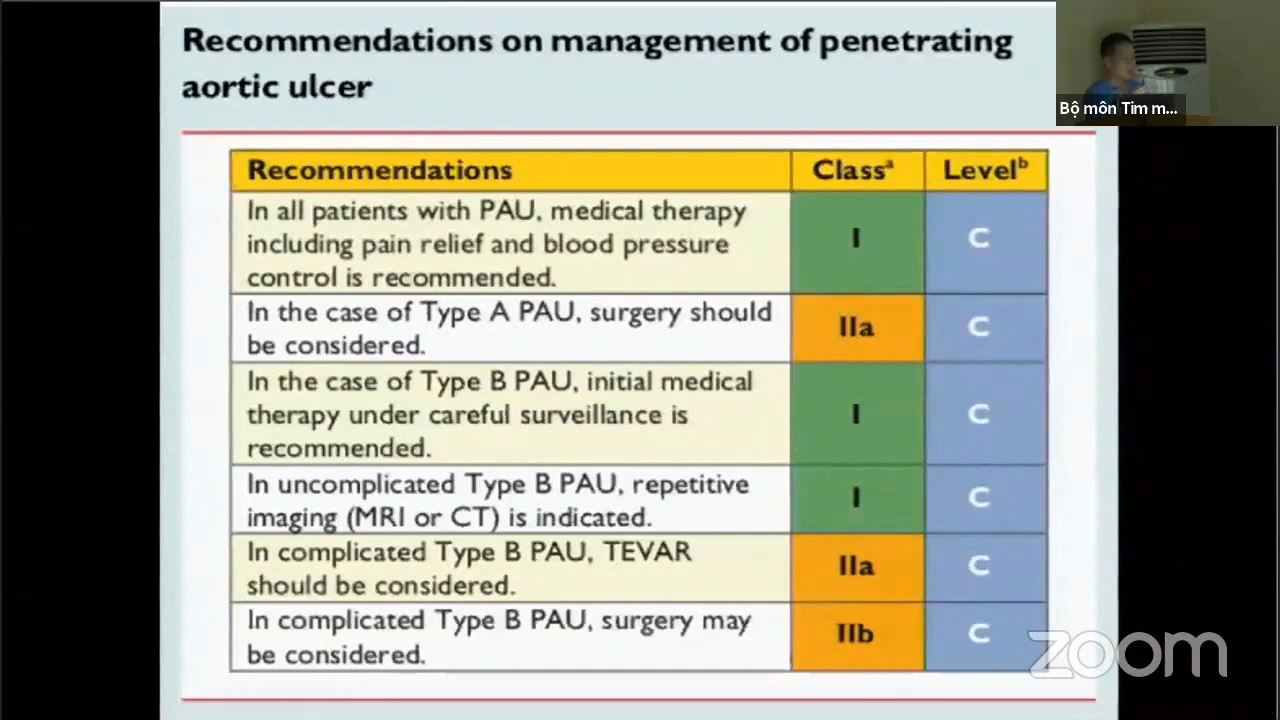 Recommendations on management of penetrating
aortic ulcer
Bộ môn Tim m...
Recommendations Classᵃ Levelᵇ
In all patients with PAU, medical therapy
including pain relief and blood pressure
control is recommended.
I C
In the case of Type A PAU, surgery should
be considered.
IIa C
In the case of Type B PAU, initial medical
therapy under careful surveillance is
recommended.
I C
In uncomplicated Type B PAU, repetitive
imaging (MRI or CT) is indicated.
I C
In complicated Type B PAU, TEVAR
should be considered.
IIa C
In complicated Type B PAU, surgery may
be considered.
IIb C
zoom